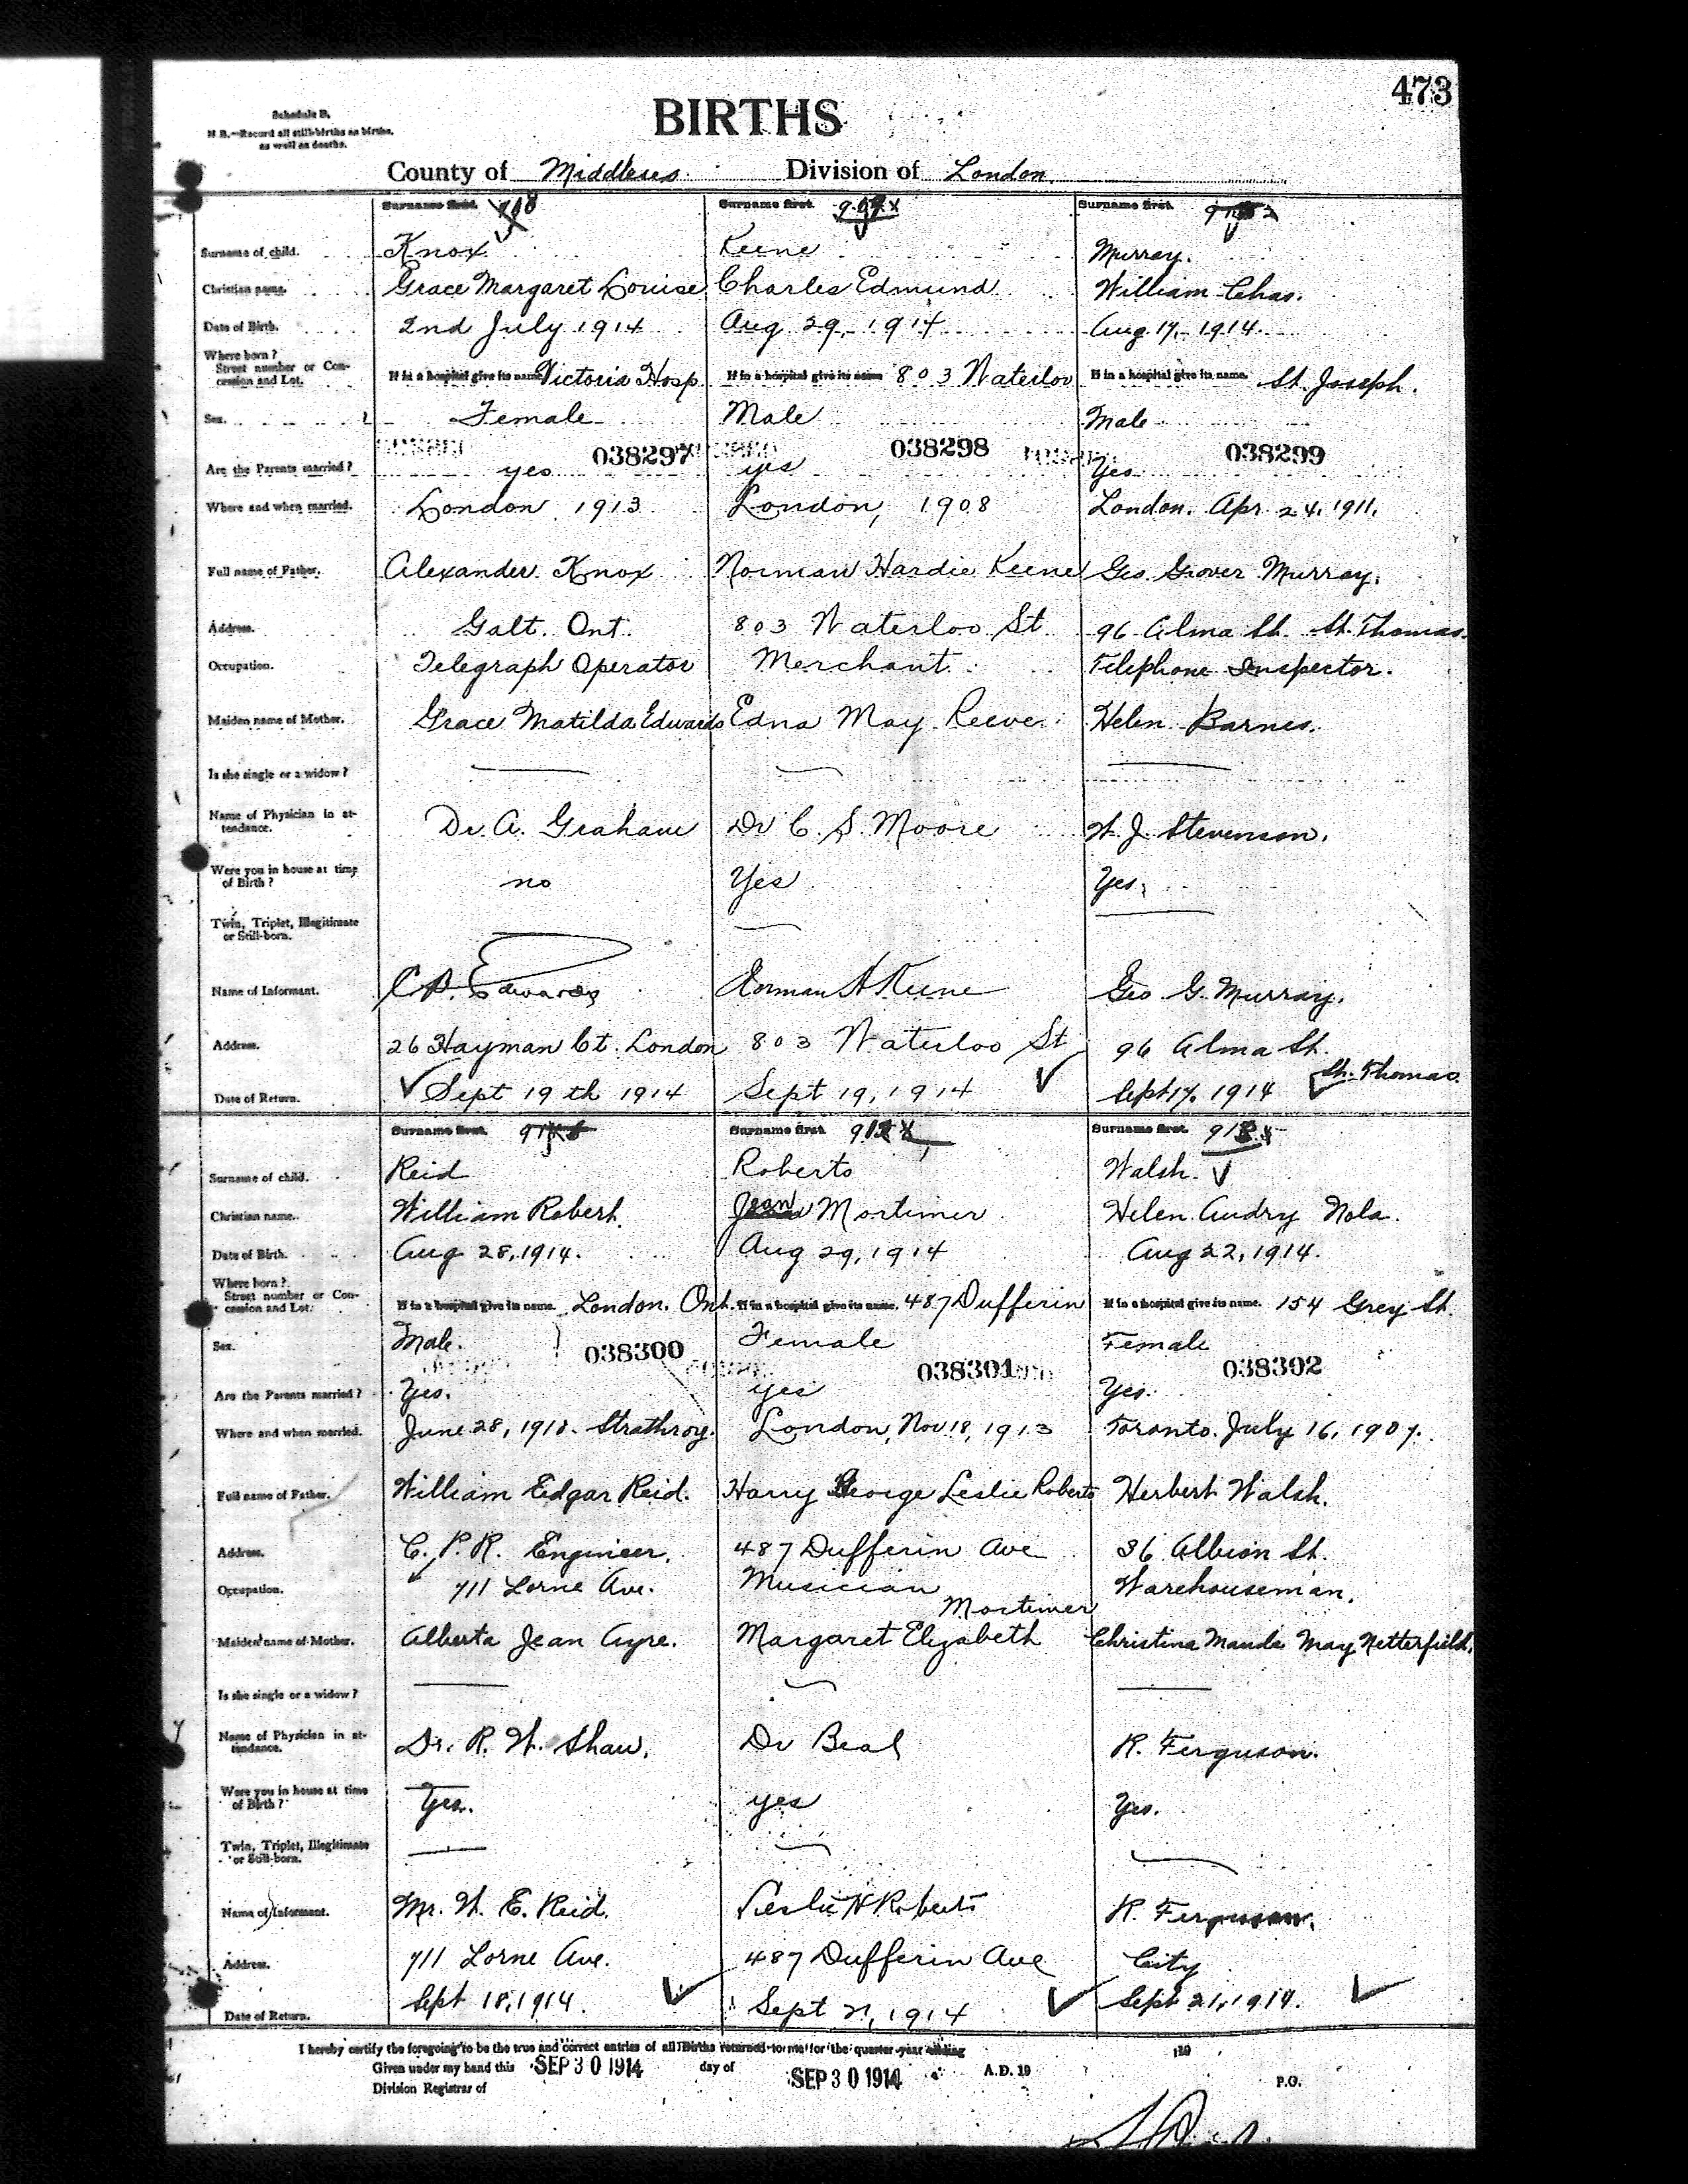 473
Schedule B.
N B.—Record all still-births as births, as well as deaths.
BIRTHS
County of Middlesex Division of London
Surname first. 908 Surname first. 909 Surname first.
Surname of child. Knox Keene Murray.
Christian name. Grace Margaret Louise Charles Edmund William Chas.
Date of Birth. 2nd July 1914 Aug 29, 1914 Aug 17, 1914
Where born? Street number or Concession and Lot. If in a hospital give its name Victoria Hosp. If in a hospital give its name 803 Waterloo If in a hospital give its name. St. Joseph.
Sex. Female Male Male
038297 038298 038299
Are the Parents married? yes yes Yes
Where and when married. London 1913 London, 1908 London. Apr 24, 1911.
Full name of Father. Alexander Knox Norman Hardie Keene Geo. Grover Murray.
Address. Galt. Ont. 803 Waterloo St 96 Alma St. St. Thomas
Occupation. Telegraph Operator Merchant Telephone Inspector.
Maiden name of Mother. Grace Matilda Edwards Edna May Reeve Helen Barnes.
Is she single or a widow?
Name of Physician in attendance. Dr. A. Graham Dr C. S. Moore W. J. Stevenson.
Were you in house at time of Birth? no Yes Yes.
Twin, Triplet, Illegitimate or Still-born.
Name of Informant. Edwards Norman H Keene Geo. G. Murray.
Address. 26 Hayman Ct. London 803 Waterloo St 96 Alma St. St. Thomas
Date of Return. Sept 19th 1914 Sept 19, 1914 Sept 17, 1914
Surname first. Surname first. Surname first.
Surname of child. Reid Roberts Walsh.
Christian name. William Robert. Jean Mortimer Helen Audry Nola.
Date of Birth. Aug 28, 1914. Aug 29, 1914 Aug 22, 1914.
Where born? Street number or Concession and Lot. If in a hospital give its name. London. Ont. If in a hospital give its name. 487 Dufferin If in a hospital give its name. 154 Grey St.
Sex. Male. Female Female
038300 038301 038302
Are the Parents married? Yes. yes Yes.
Where and when married. June 28, 1910. Strathroy. London, Nov 18, 1913 Toronto. July 16, 1907.
Full name of Father. William Edgar Reid. Harry George Leslie Roberts Herbert Walsh.
Address. C. P. R. Engineer. 487 Dufferin Ave 36 Albion St.
Occupation. 711 Lorne Ave. Musician Warehouseman.
Maiden name of Mother. Alberta Jean Ayre. Margaret Elizabeth Mortimer Christina Maude May Netterfield.
Is she single or a widow?
Name of Physician in attendance. Dr. R. W. Shaw. Dr Beal R. Ferguson.
Were you in house at time of Birth? Yes. yes Yes.
Twin, Triplet, Illegitimate or Still-born.
Name of Informant. Mr. W. E. Reid. Leslie H Roberts R. Ferguson.
Address. 711 Lorne Ave. 487 Dufferin Ave City
Date of Return. Sept 18, 1914. Sept 21, 1914 Sept 21, 1914.
I hereby certify the foregoing to be the true and correct entries of all Births returned to me for the quarter-year ending 19
Given under my hand this SEP 30 1914 day of SEP 30 1914 A.D. 19
Division Registrar of P.O.